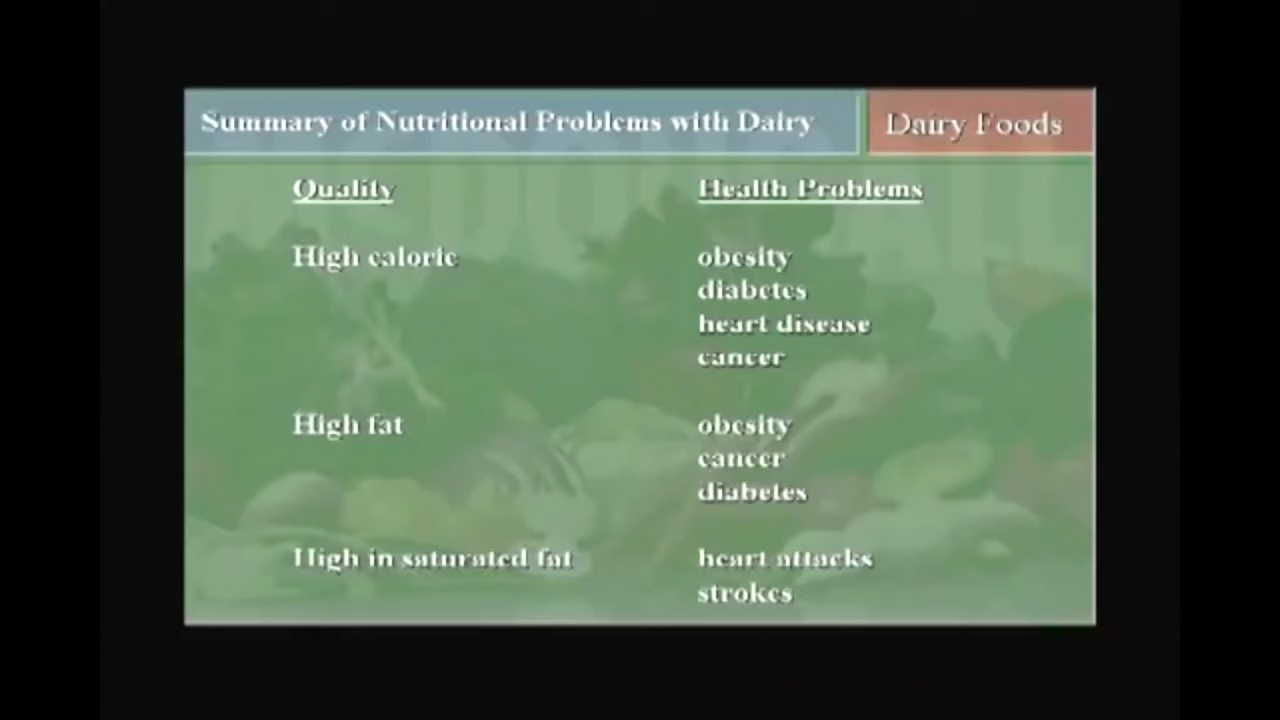 Summary of Nutritional Problems with Dairy
Dairy Foods
Quality Health Problems
High caloric obesity
diabetes
heart disease
cancer
High fat obesity
cancer
diabetes
High in saturated fat heart attacks
strokes